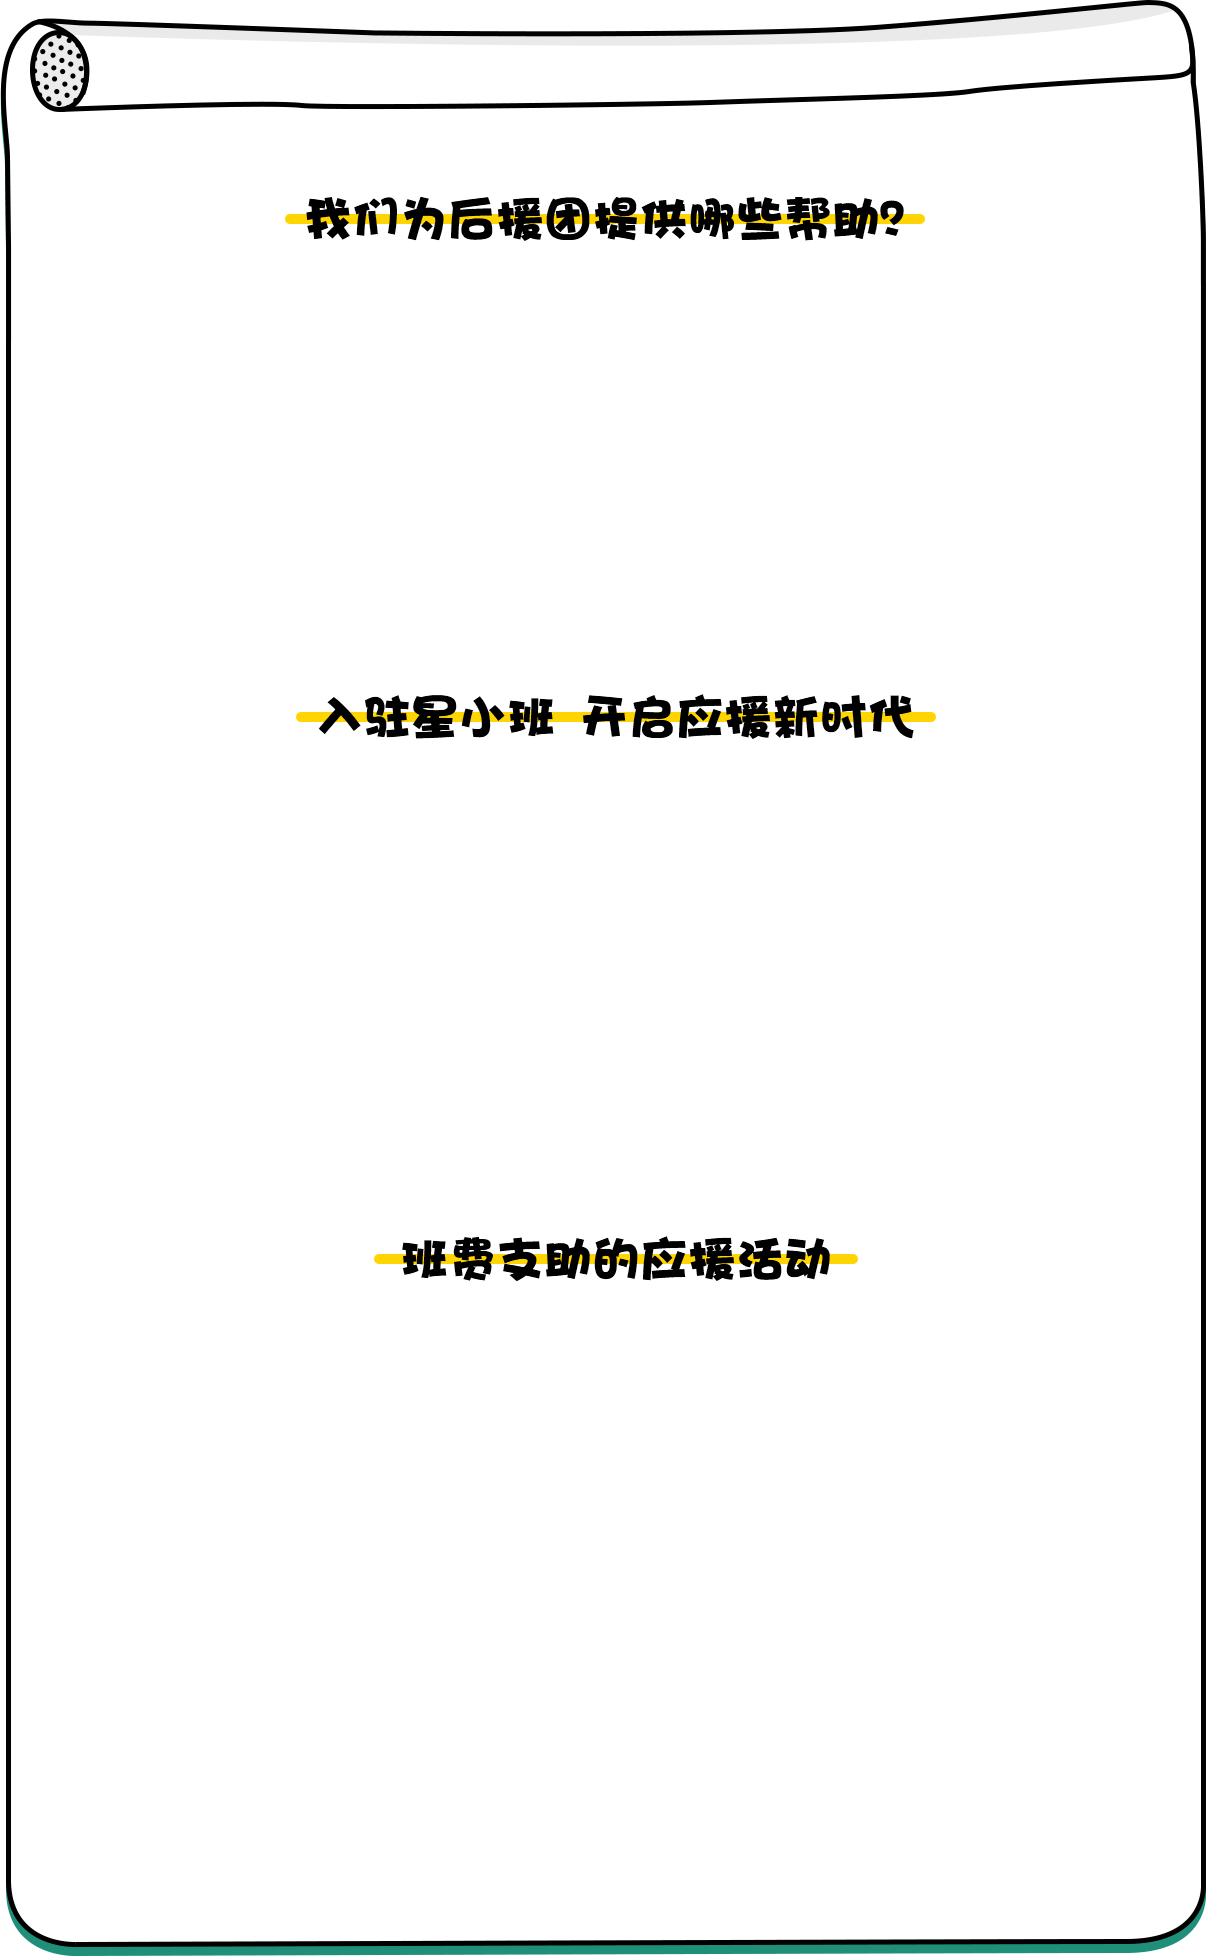 我们为后援团提供哪些帮助?
入驻星小班 开启应援新时代
班费支助的应援活动